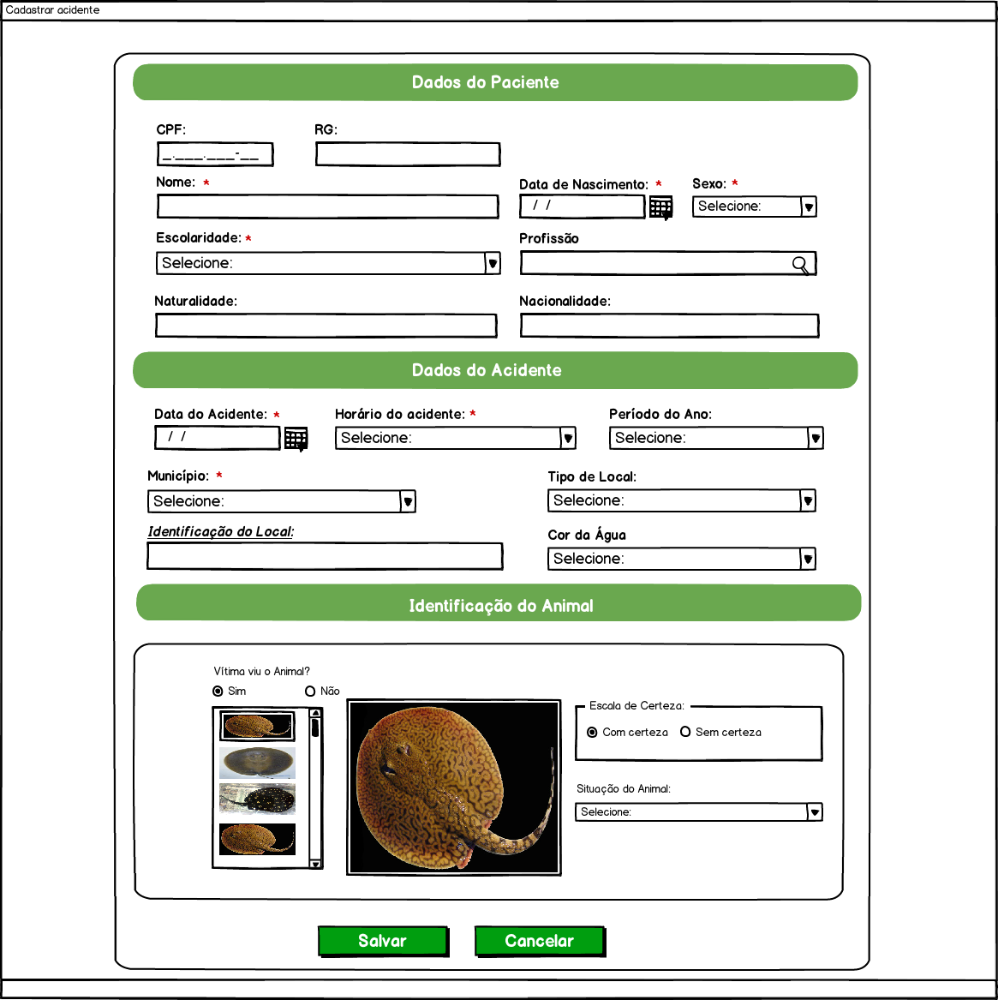 Cadastrar acidente
Dados do Paciente
CPF: RG:
_.___.___-__
Nome: * Data de Nascimento: * Sexo: *
/ / Selecione:
Escolaridade: * Profissão
Selecione:
Naturalidade: Nacionalidade:
Dados do Acidente
Data do Acidente: * Horário do acidente: * Período do Ano:
/ / Selecione: Selecione:
Município: * Tipo de Local:
Selecione: Selecione:
Identificação do Local: Cor da Água
Selecione:
Identificação do Animal
Vítima viu o Animal?
Sim Não
Escala de Certeza:
Com certeza Sem certeza
Situação do Animal:
Selecione:
Salvar Cancelar